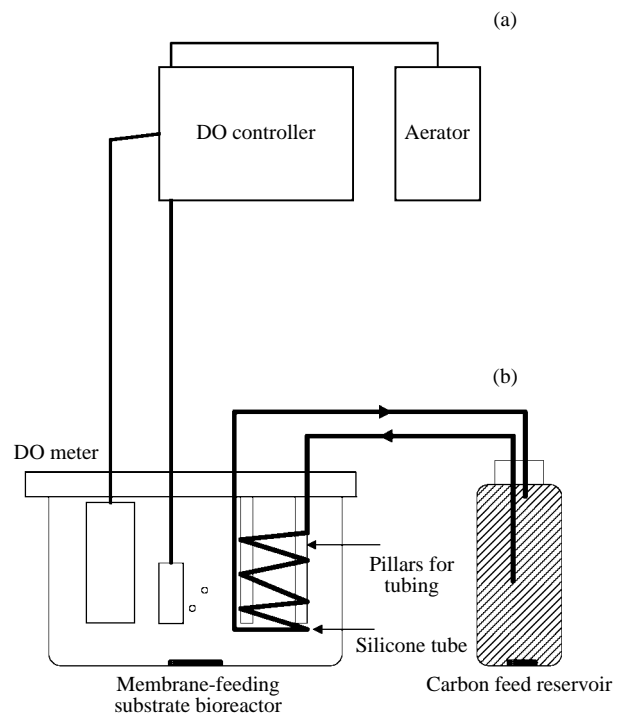 (a)
DO controller
Aerator
(b)
DO meter
Pillars for
tubing
Silicone tube
Membrane-feeding
substrate bioreactor
Carbon feed reservoir